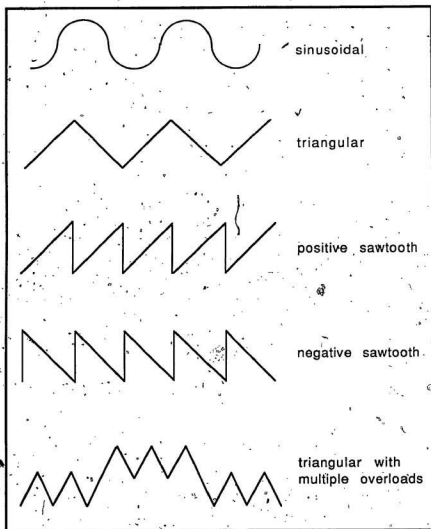 sinusoidal
triangular
positive sawtooth
negative sawtooth
triangular with
multiple overloads